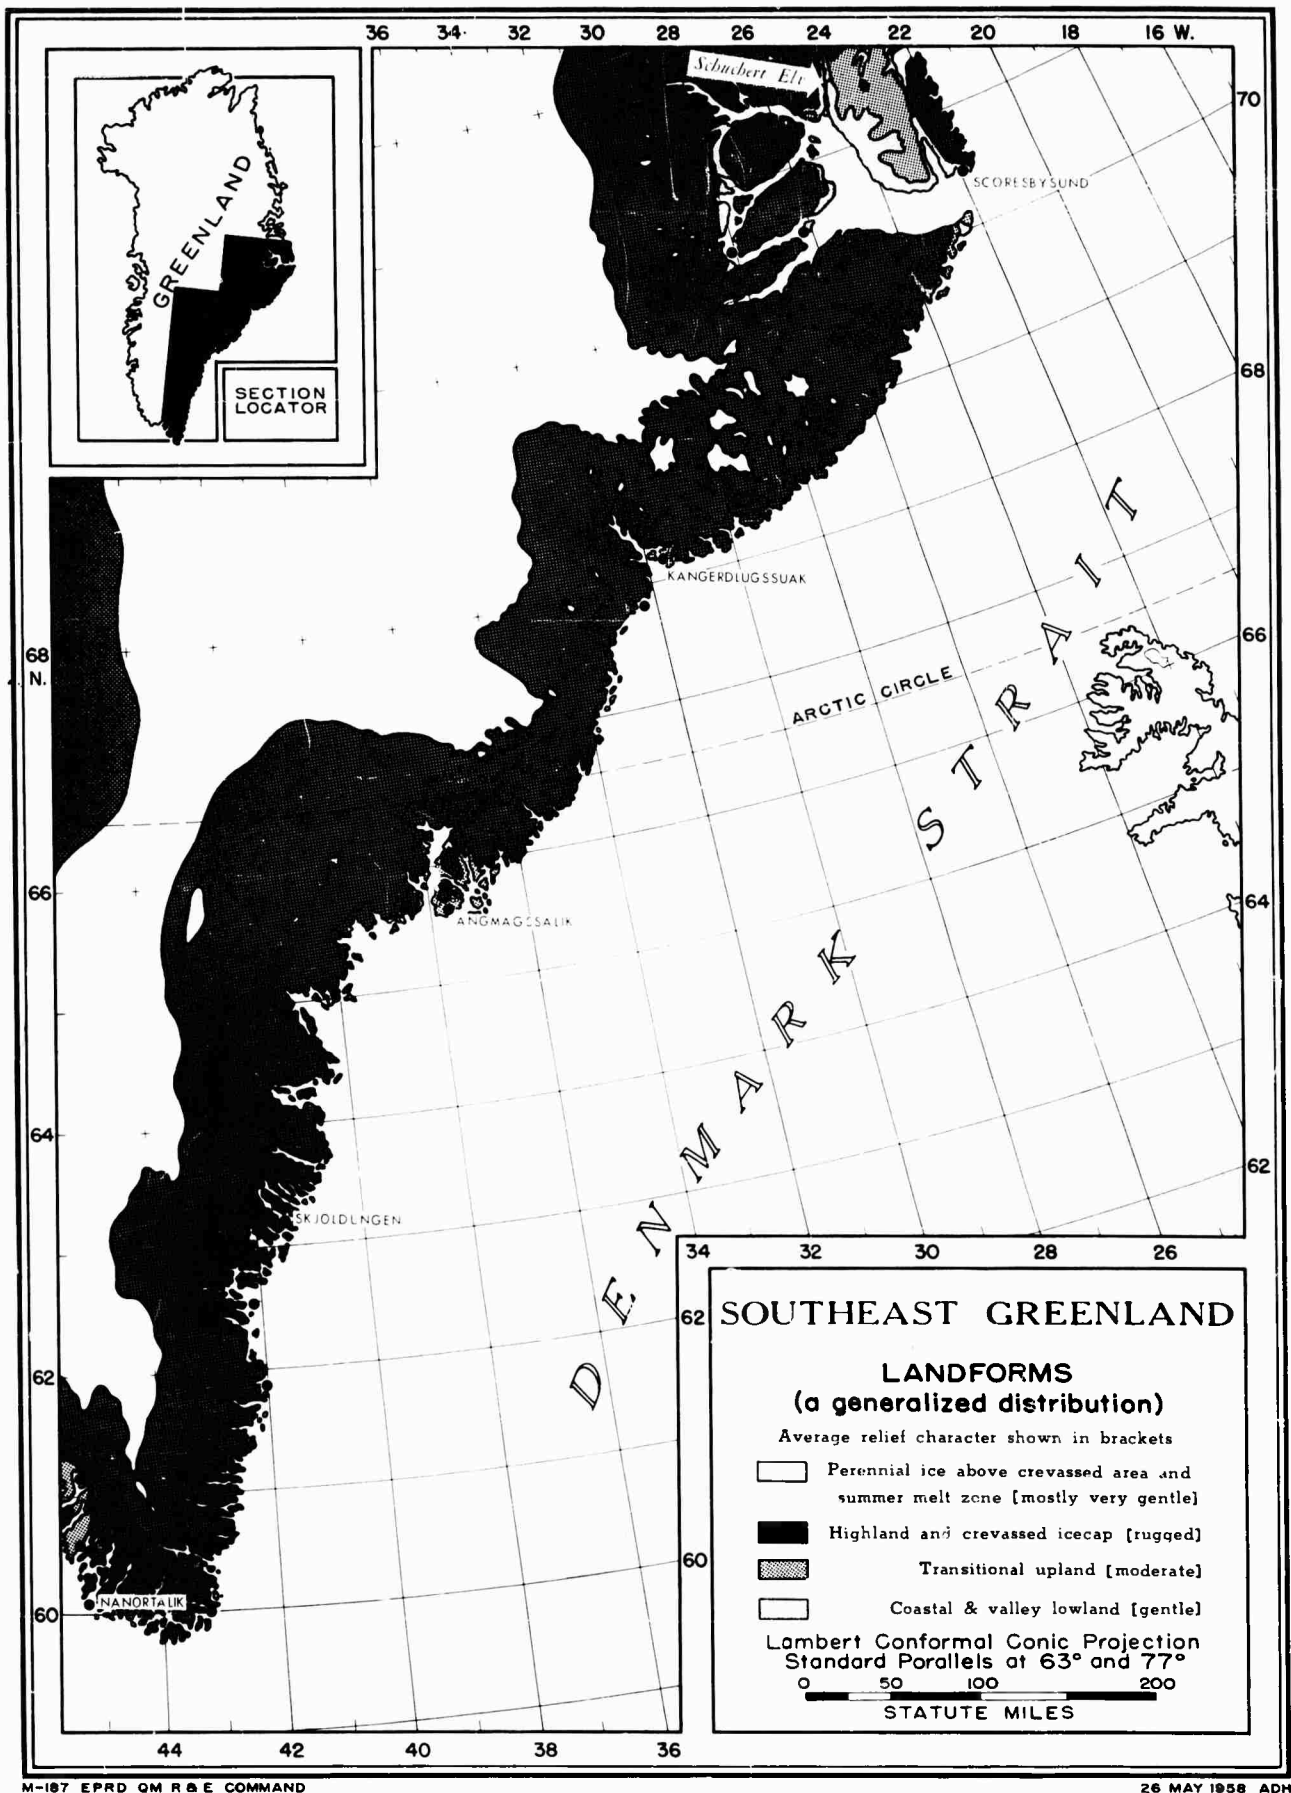 36 34 32 30 28 26 24 22 20 18 16 W.
Schuchert Elv
70
SCORESBYSUND
GREENLAND
SECTION
LOCATOR
68
KANGERDLUGSSUAK
66
68
N.
ARCTIC CIRCLE
DENMARK STRAIT
66
64
ANGMAGSSALIK
64
62
SKJOLDUNGEN
34 32 30 28 26
62
62
SOUTHEAST GREENLAND
LANDFORMS
(a generalized distribution)
Average relief character shown in brackets
Perennial ice above crevassed area and
summer melt zone [mostly very gentle]
Highland and crevassed icecap [rugged]
60
Transitional upland [moderate]
NANORTALIK
60
Coastal & valley lowland [gentle]
Lambert Conformal Conic Projection
Standard Parallels at 63° and 77°
0 50 100 200
STATUTE MILES
44 42 40 38 36
M-187 EPRD QM R & E COMMAND
26 MAY 1958 ADH